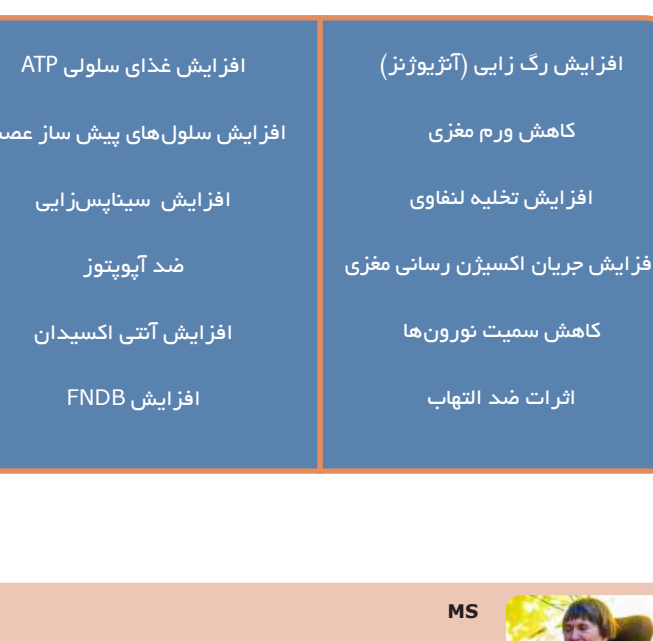 افزایش رگ زایی (آنژیوژنز)
کاهش ورم مغزی
افزایش تخلیه لنفاوی
فزایش جریان اکسیژن رسانی مغزی
کاهش سمیت نورون‌ها
اثرات ضد التهاب
افزایش غذای سلولی ATP
افزایش سلول‌های پیش ساز عصب
افزایش سیناپس‌زایی
ضد آپوپتوز
افزایش آنتی اکسیدان
افزایش FNDB
MS